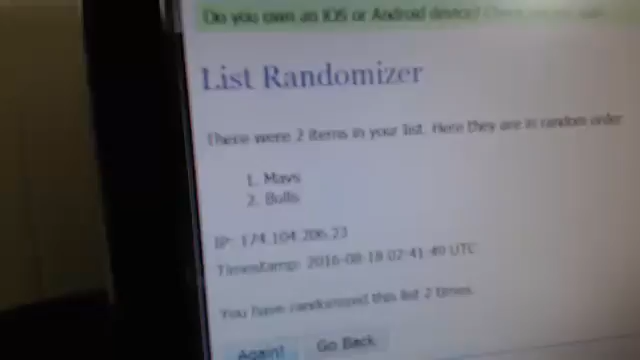 Do you own an iOS or Android device?
List Randomizer
There were 2 items in your list. Here they are in random order
1. Mavs
2. Bulls
IP: 174.104.206.23
Timestamp: 2016-08-18 02:41:49 UTC
You have randomized this list 2 times.
Again!
Go Back